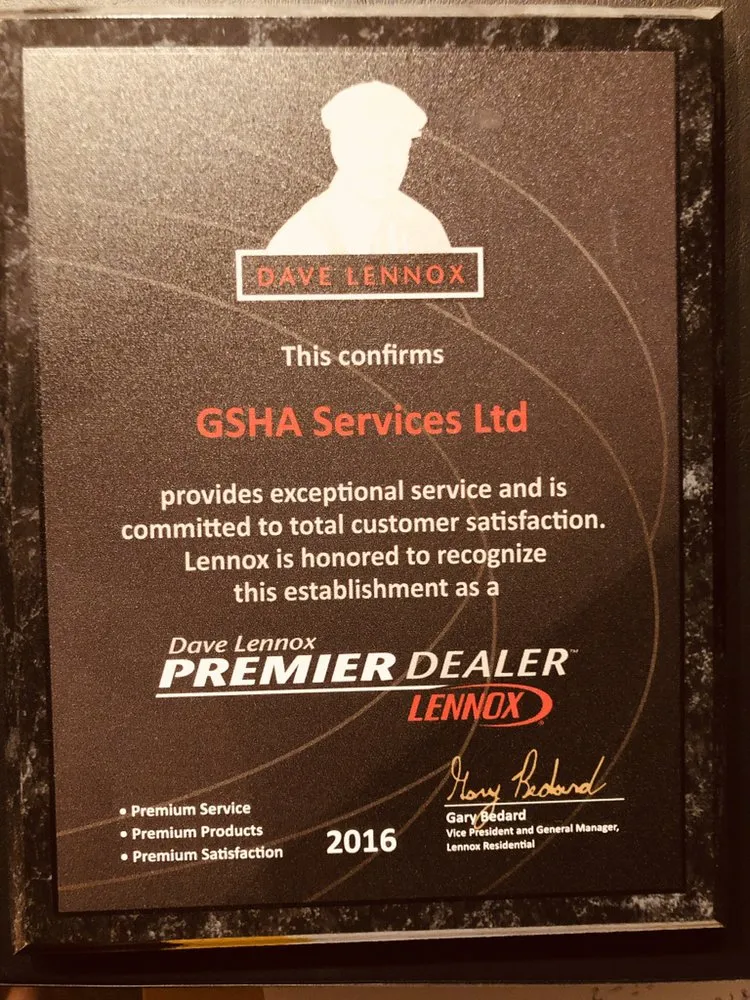 DAVE LENNOX
This confirms
GSHA Services Ltd
provides exceptional service and is
committed to total customer satisfaction.
Lennox is honored to recognize
this establishment as a
Dave Lennox
PREMIER DEALER™
LENNOX®
• Premium Service
• Premium Products
• Premium Satisfaction
2016
Gary Bedard
Gary Bedard
Vice President and General Manager,
Lennox Residential